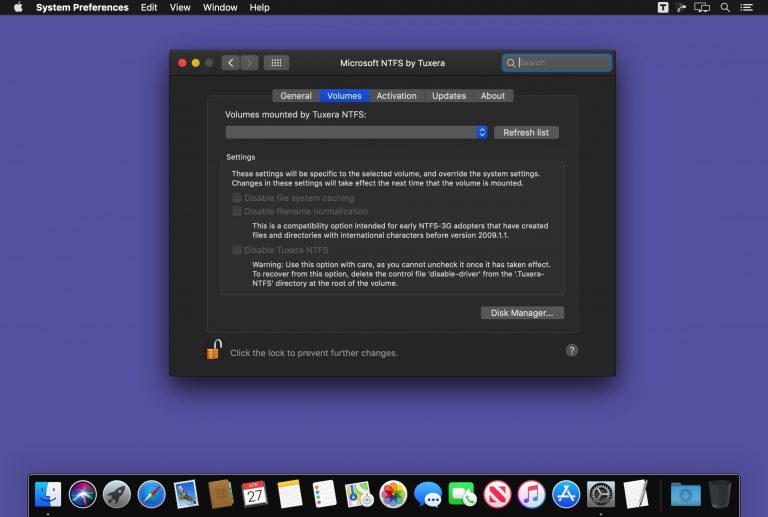 System Preferences Edit View Window Help
Microsoft NTFS by Tuxera
Search
General Volumes Activation Updates About
Volumes mounted by Tuxera NTFS:
Refresh list
Settings
These settings will be specific to the selected volume, and override the system settings.
Changes in these settings will take effect the next time that the volume is mounted.
Disable file system caching
Disable filename normalization
This is a compatibility option intended for early NTFS-3G adopters that have created
files and directories with international characters before version 2009.1.1.
Disable Tuxera NTFS
Warning: Use this option with care, as you cannot uncheck it once it has taken effect.
To recover from this option, delete the control file 'disable-driver' from the '.Tuxera-
NTFS' directory at the root of the volume.
Disk Manager...
Click the lock to prevent further changes.
?
APR
27